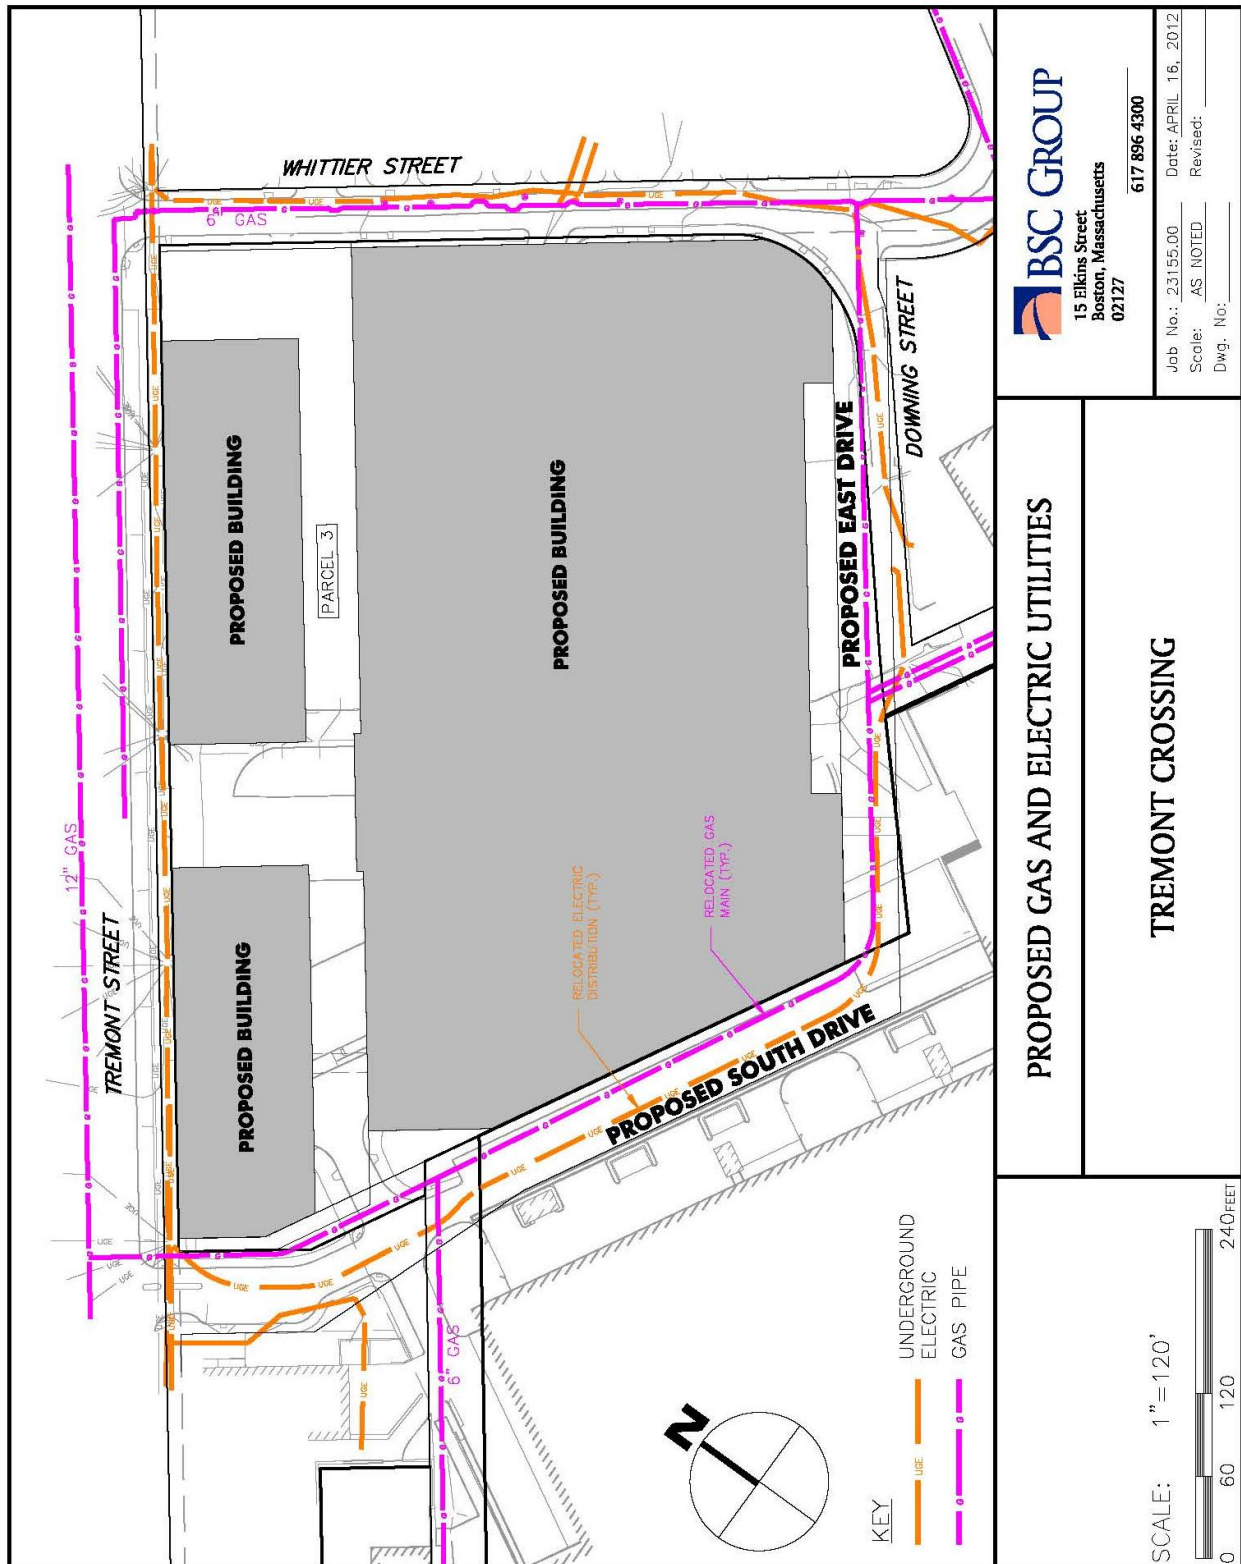 WHITTIER STREET
6" GAS
12" GAS
TREMONT STREET
PROPOSED BUILDING
PROPOSED BUILDING
PROPOSED BUILDING
PARCEL 3
PROPOSED EAST DRIVE
DOWNING STREET
RELOCATED ELECTRIC
DISTRIBUTION (TYP.)
RELOCATED GAS
MAIN (TYP.)
PROPOSED SOUTH DRIVE
6" GAS
N
KEY
UGE UNDERGROUND
ELECTRIC
G GAS PIPE
SCALE: 1"=120'
0 60 120 240 FEET
PROPOSED GAS AND ELECTRIC UTILITIES
TREMONT CROSSING
BSC GROUP
15 Elkins Street
Boston, Massachusetts
02127
617 896 4300
Job No.: 23155.00 Date: APRIL 16, 2012
Scale: AS NOTED Revised:
Dwg. No: